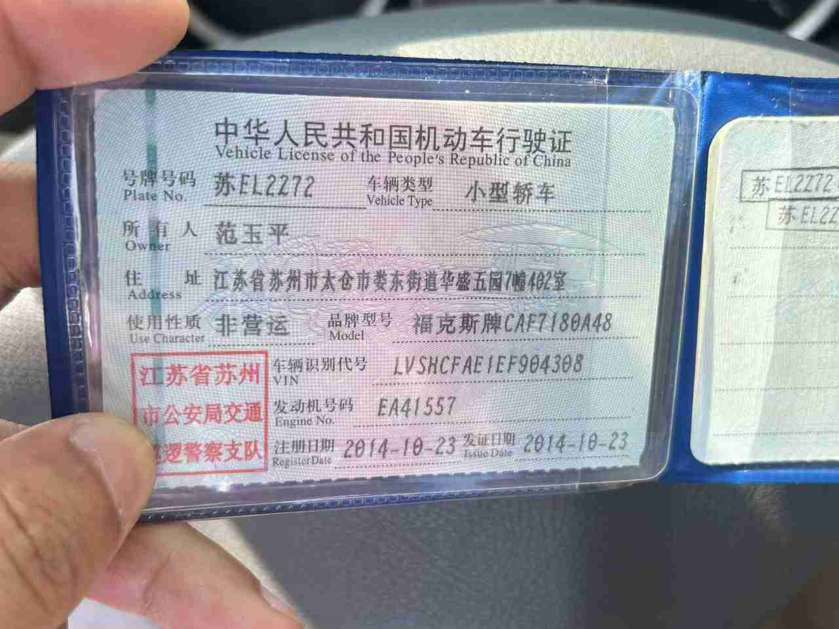 中华人民共和国机动车行驶证
Vehicle License of the People's Republic of China
号牌号码 苏EL2Z72 车辆类型 小型轿车
Plate No. Vehicle Type
所有人 范玉平
Owner
住址 江苏省苏州市太仓市娄东街道华盛五园7幢402室
Address
使用性质 非营运 品牌型号 福克斯牌CAF7180A48
Use Character Model
江苏省苏州
市公安局交通
逻警察支队
车辆识别代号 LVSHCFAE1EF904308
VIN
发动机号码 EA41557
Engine No.
注册日期 2014-10-23 发证日期 2014-10-23
Register Date Issue Date
苏EL2Z72
苏EL2Z